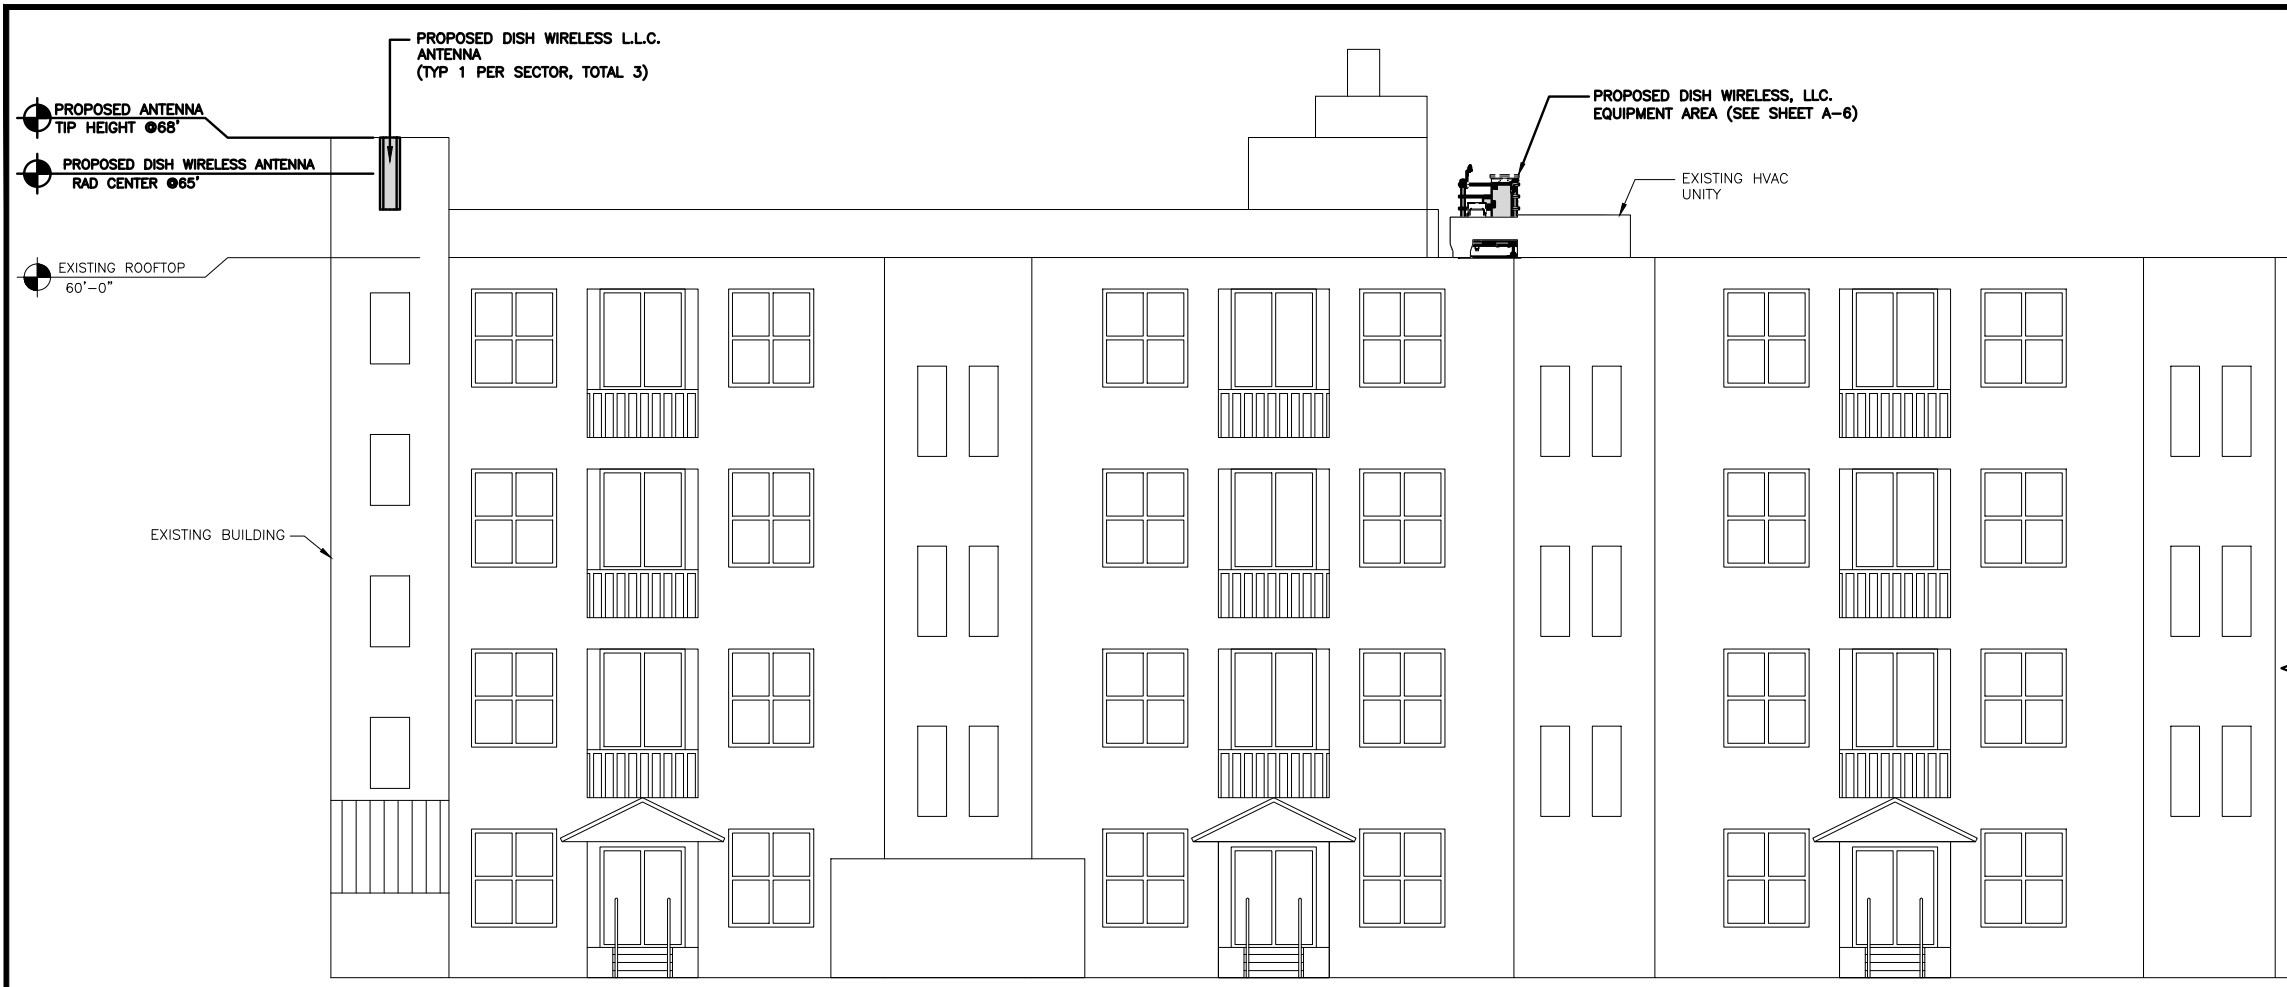 PROPOSED DISH WIRELESS L.L.C.
ANTENNA
(TYP 1 PER SECTOR, TOTAL 3)
PROPOSED ANTENNA
TIP HEIGHT @68'
PROPOSED DISH WIRELESS ANTENNA
RAD CENTER @65'
EXISTING ROOFTOP
60'-0"
EXISTING BUILDING
PROPOSED DISH WIRELESS, LLC.
EQUIPMENT AREA (SEE SHEET A-6)
EXISTING HVAC
UNITY